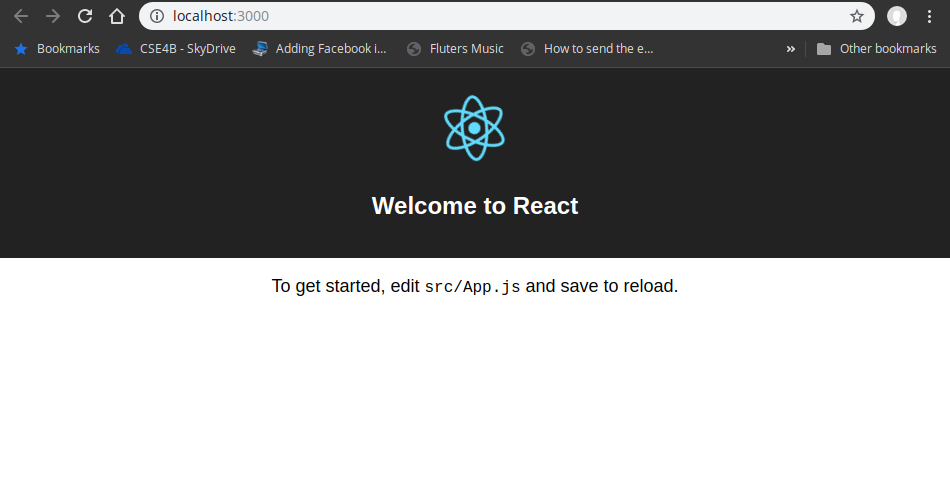 localhost:3000
Bookmarks CSE4B - SkyDrive Adding Facebook i... Fluters Music How to send the e... » Other bookmarks
Welcome to React
To get started, edit src/App.js and save to reload.